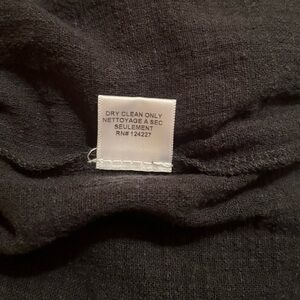 DRY CLEAN ONLY
NETTOYAGE A SEC
SEULEMENT
RN# 124227